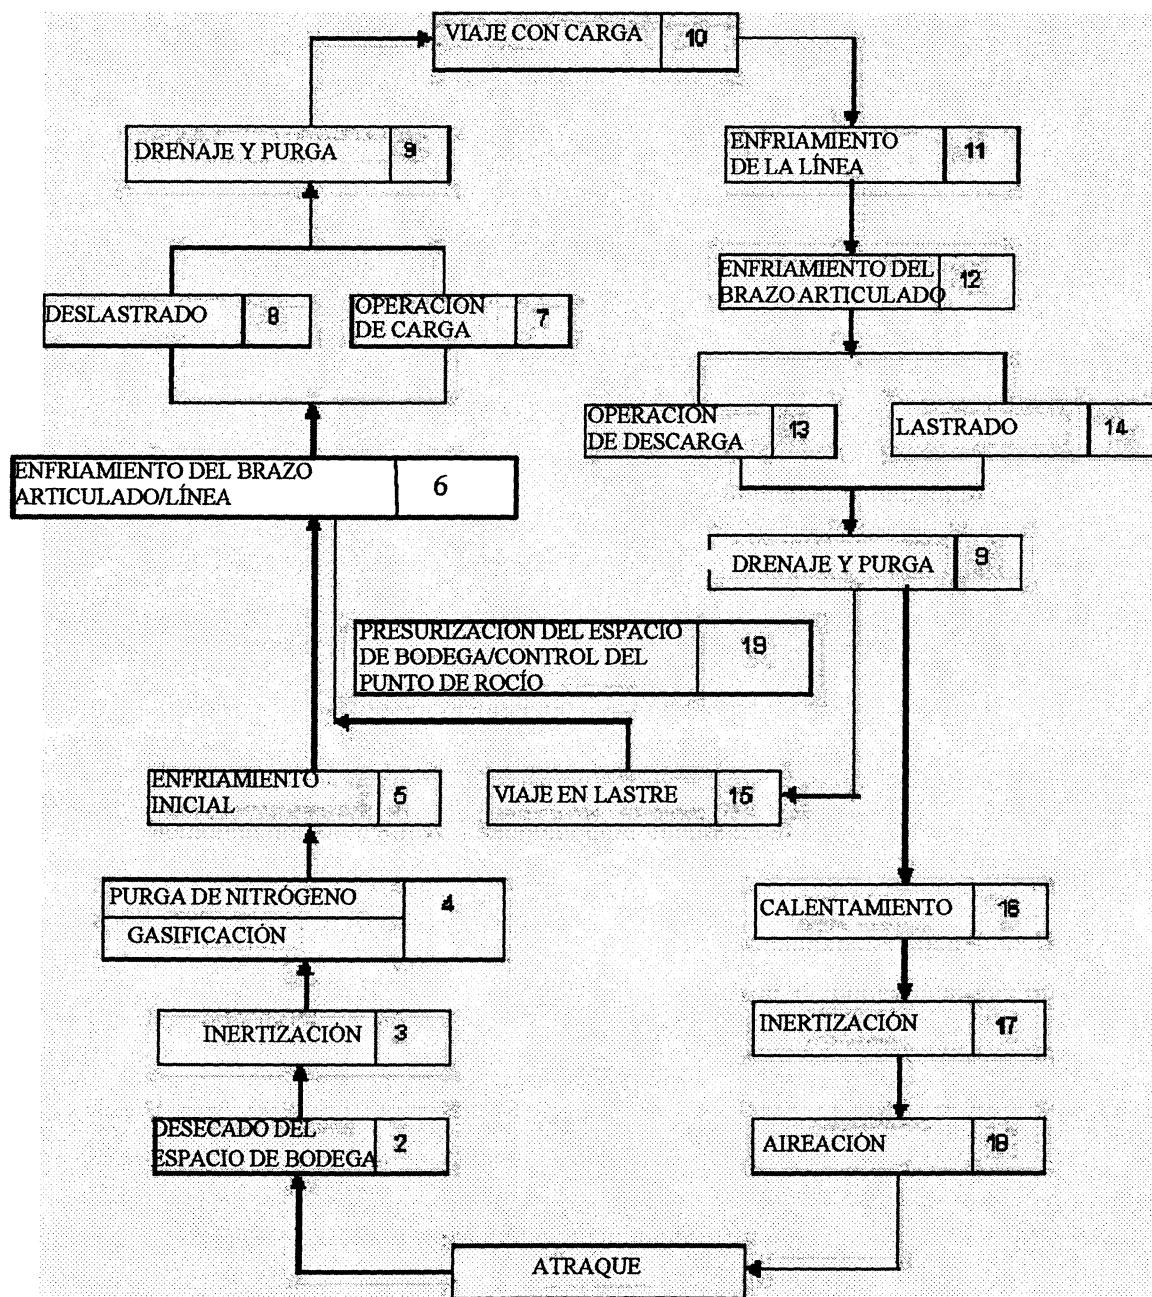 VIAJE CON CARGA 10
DRENAJE Y PURGA 9
ENFRIAMIENTO
DE LA LÍNEA 11
ENFRIAMIENTO DEL
BRAZO ARTICULADO 12
DESLASTRADO 8
OPERACION
DE CARGA 7
OPERACION
DE DESCARGA 13
LASTRADO 14
ENFRIAMIENTO DEL BRAZO
ARTICULADO/LÍNEA 6
DRENAJE Y PURGA 9
PRESURIZACION DEL ESPACIO
DE BODEGA/CONTROL DEL
PUNTO DE ROCÍO 19
ENFRIAMIENTO
INICIAL 5
VIAJE EN LASTRE 15
PURGA DE NITRÓGENO
GASIFICACIÓN 4
CALENTAMIENTO 16
INERTIZACIÓN 3
INERTIZACIÓN 17
DESECADO DEL
ESPACIO DE BODEGA 2
AIREACIÓN 18
ATRAQUE